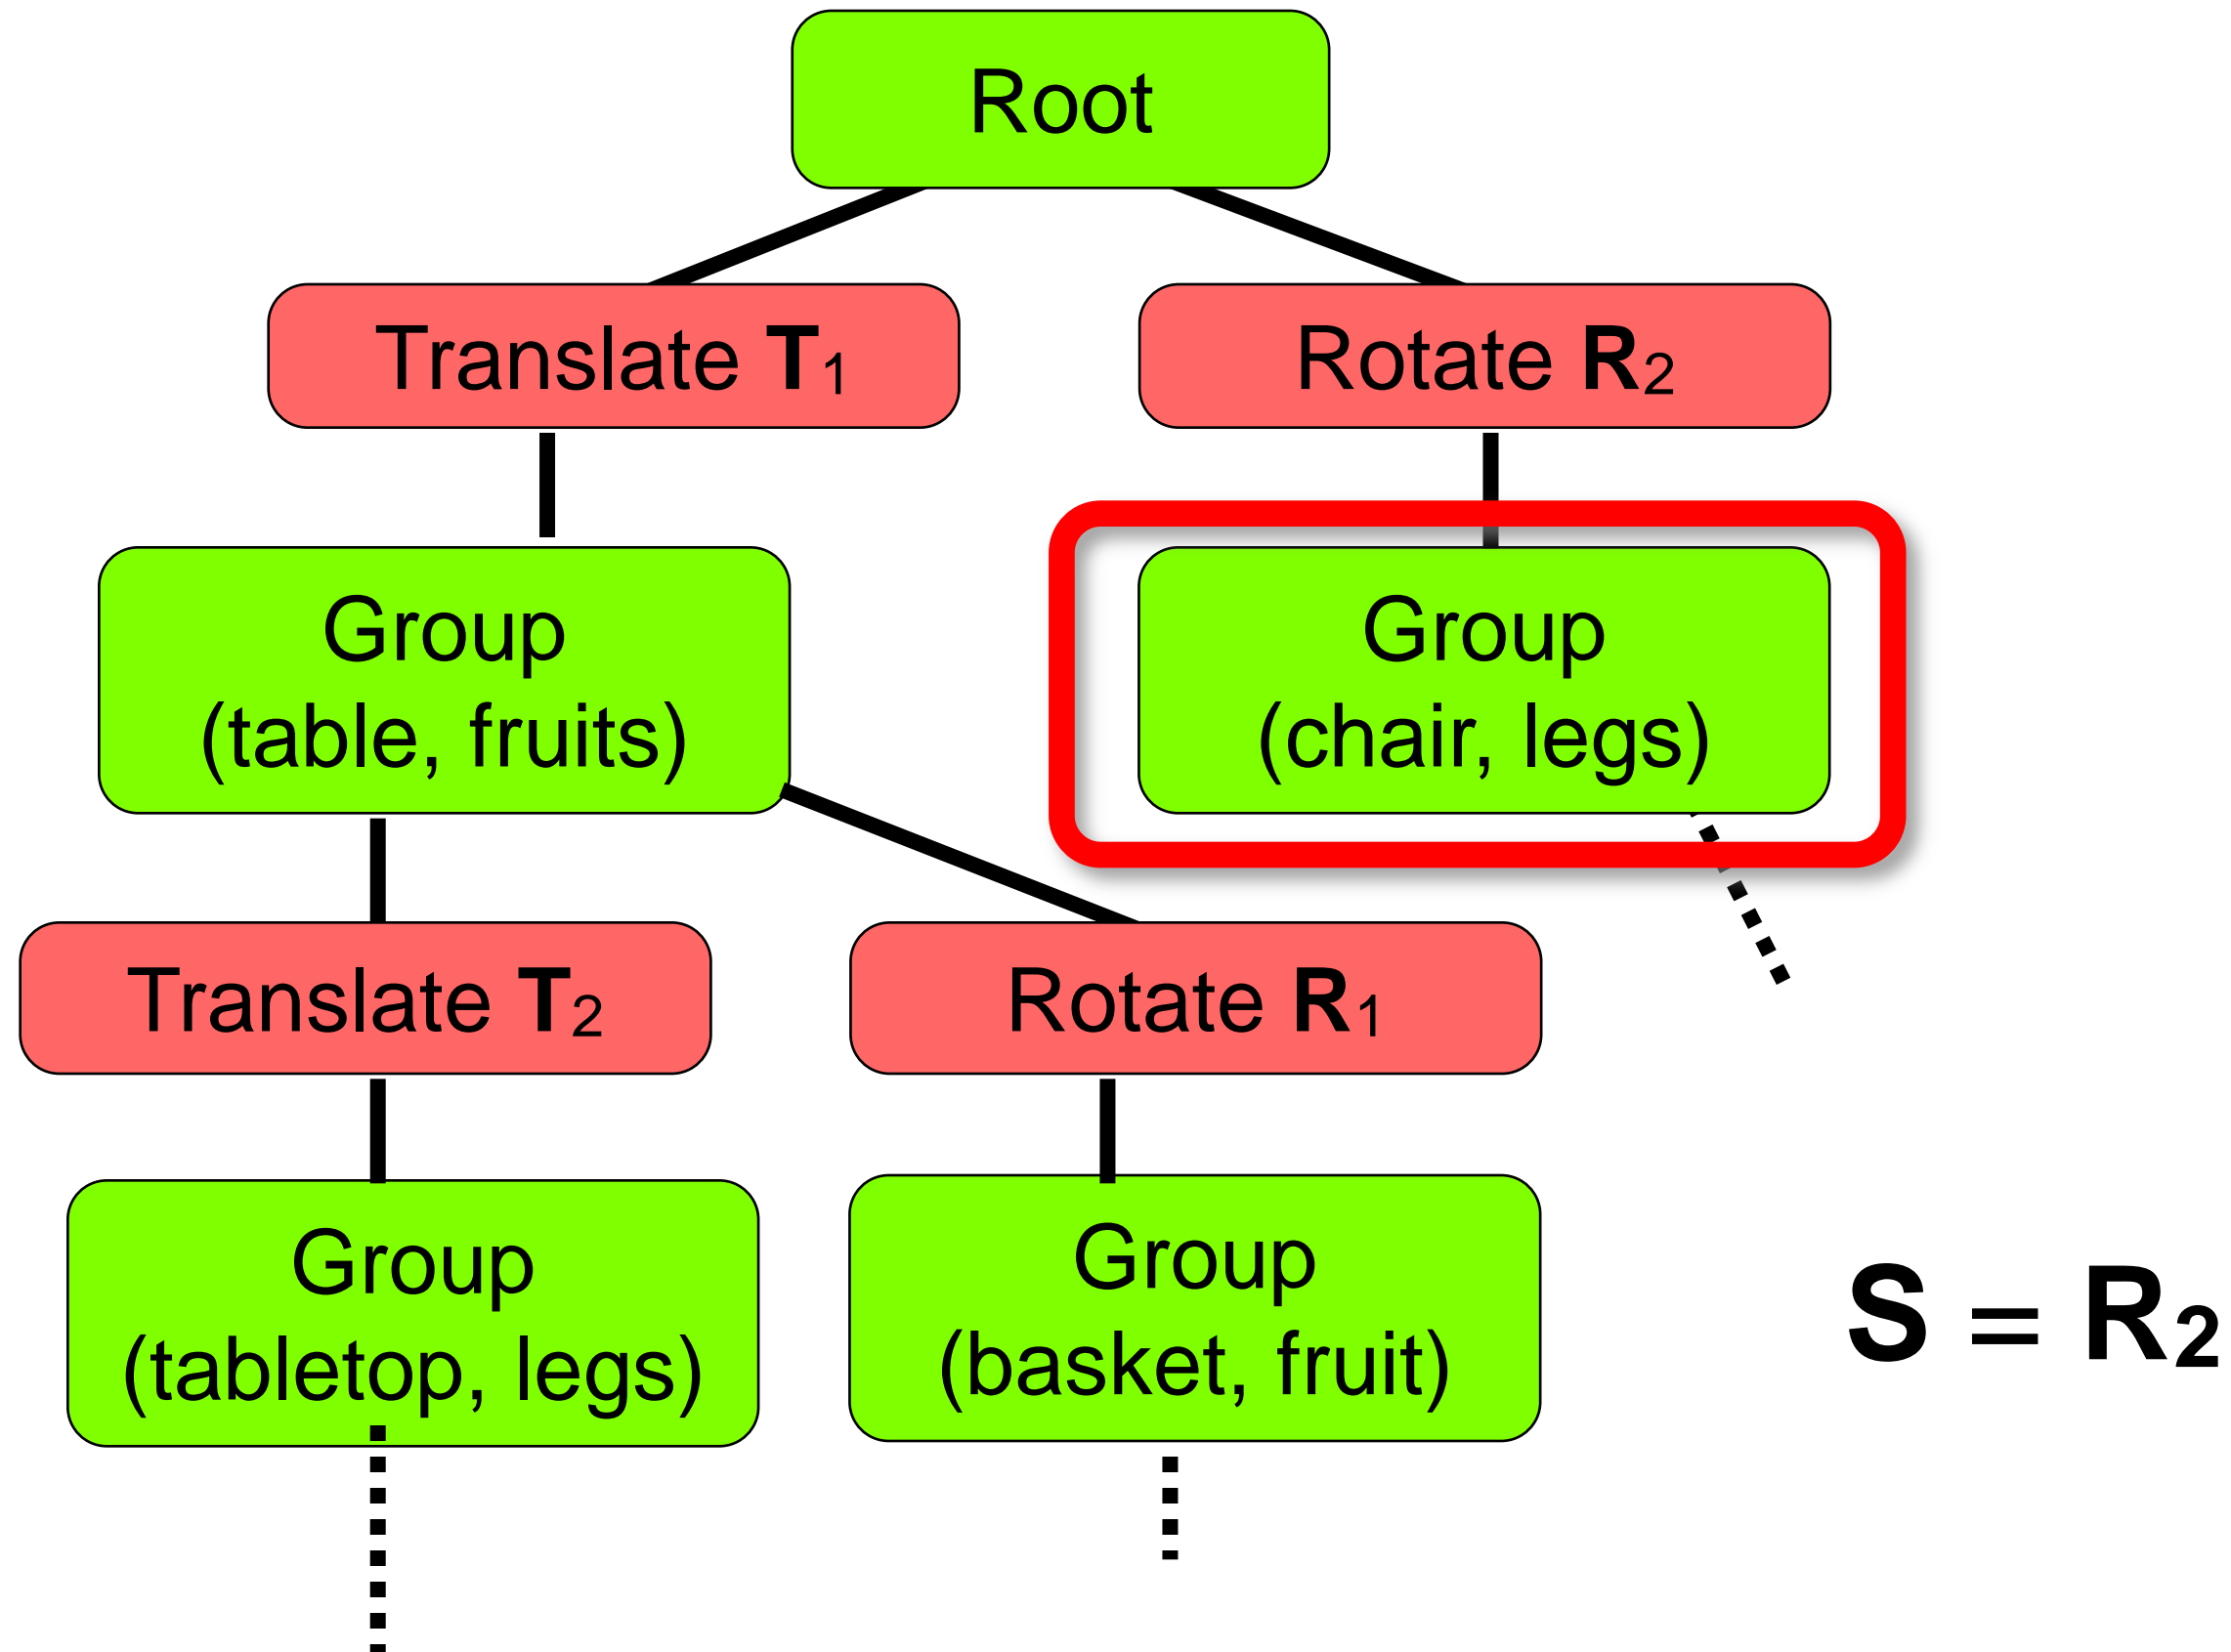 Root
Translate T1
Rotate R2
Group
(table, fruits)
Group
(chair, legs)
Translate T2
Rotate R1
Group
(tabletop, legs)
Group
(basket, fruit)
S = R2